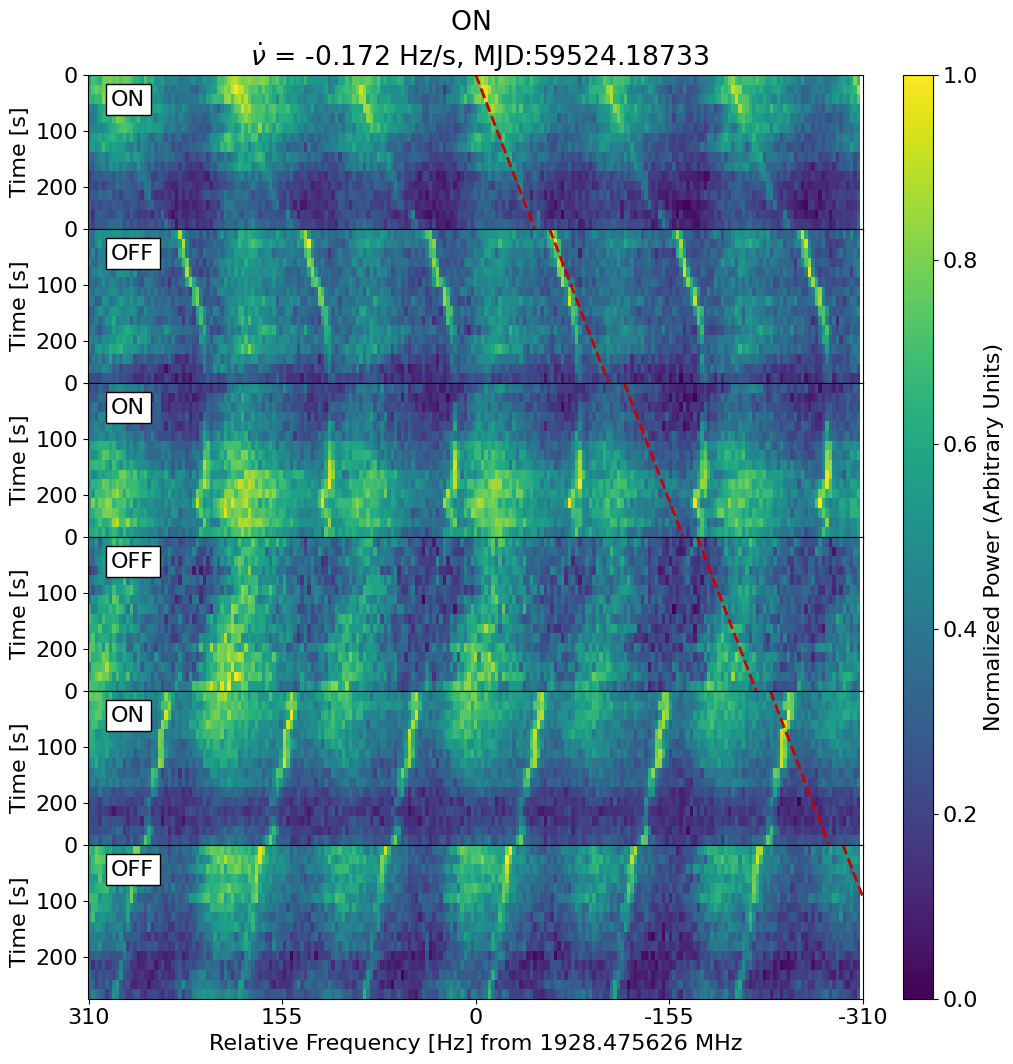 ON
ν̇ = -0.172 Hz/s, MJD:59524.18733
0
ON
100
200
Time [s]
0
OFF
100
200
Time [s]
0
ON
100
200
Time [s]
0
OFF
100
200
Time [s]
0
ON
100
200
Time [s]
0
OFF
100
200
Time [s]
310 155 0 -155 -310
Relative Frequency [Hz] from 1928.475626 MHz
1.0
0.8
0.6
0.4
0.2
0.0
Normalized Power (Arbitrary Units)